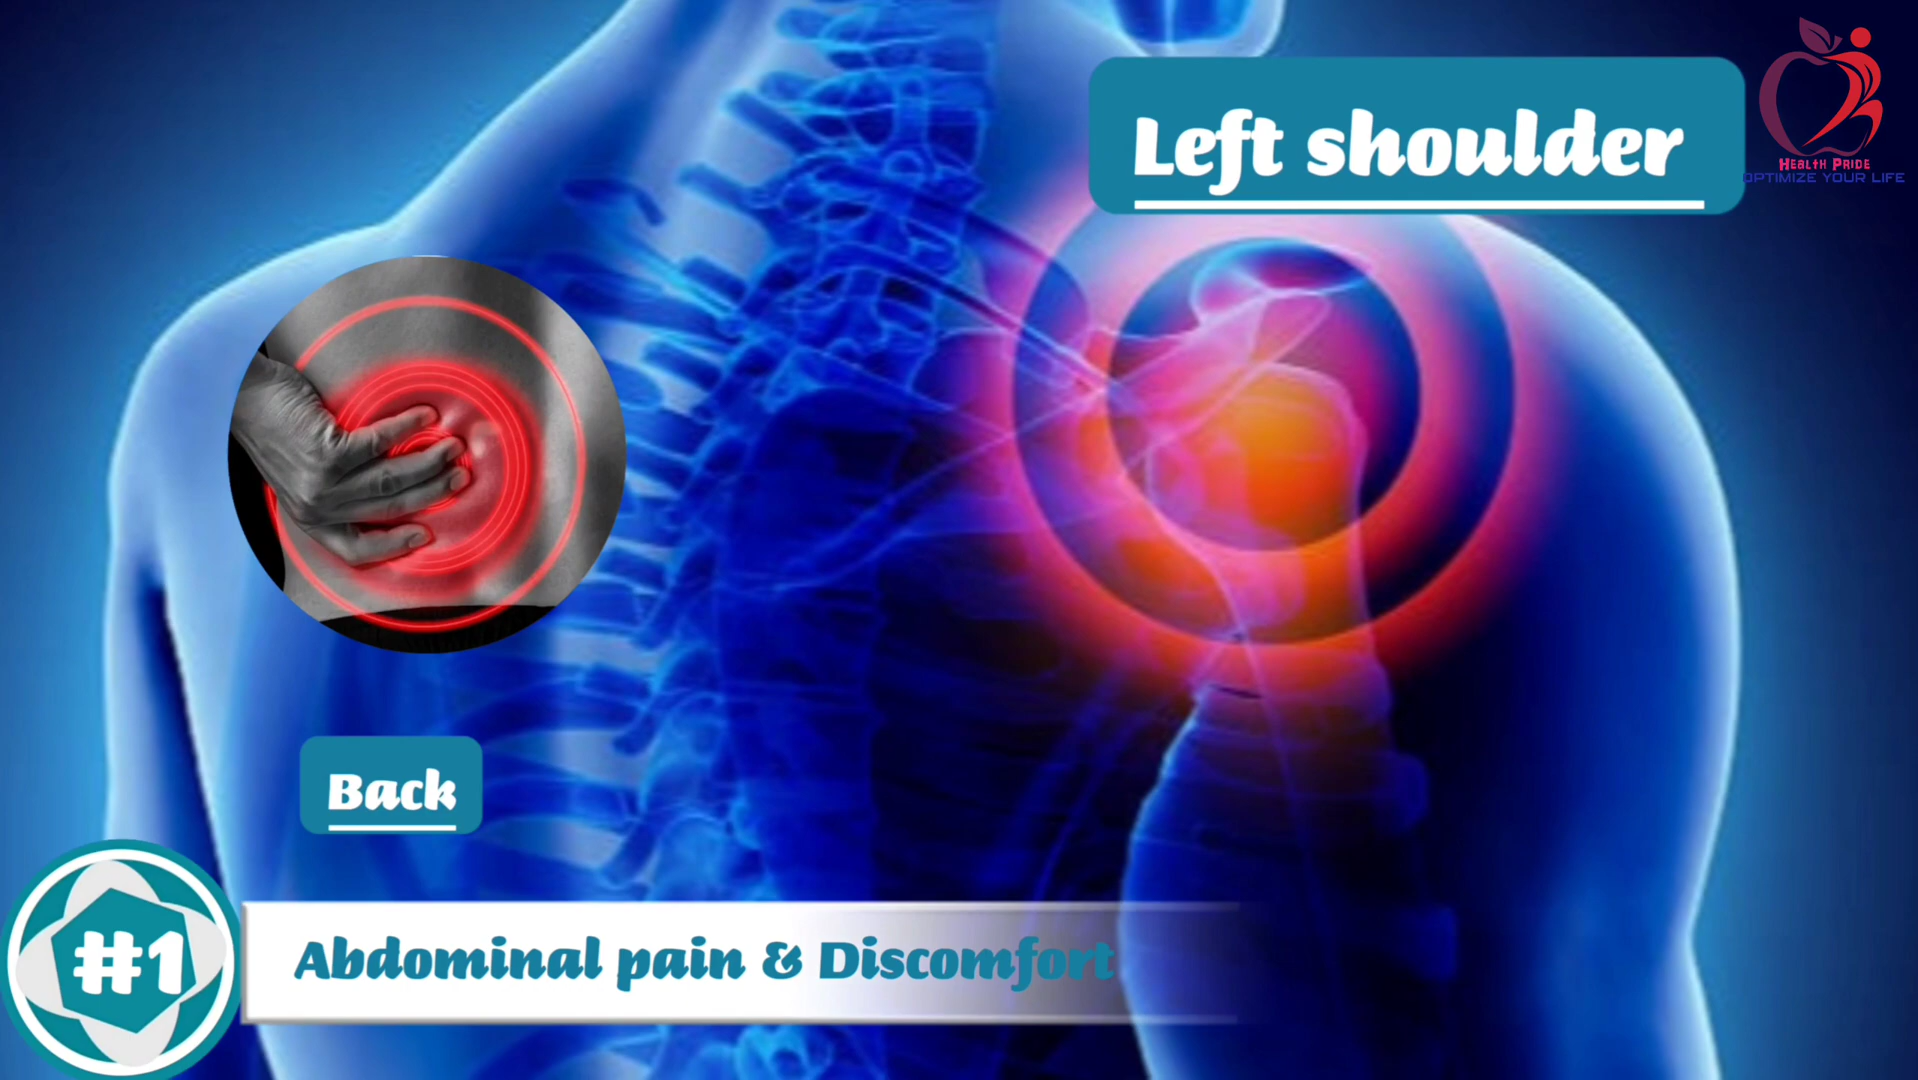 Left shoulder
HEALTH PRIDE
OPTIMIZE YOUR LIFE
Back
#1
Abdominal pain & Discomfort